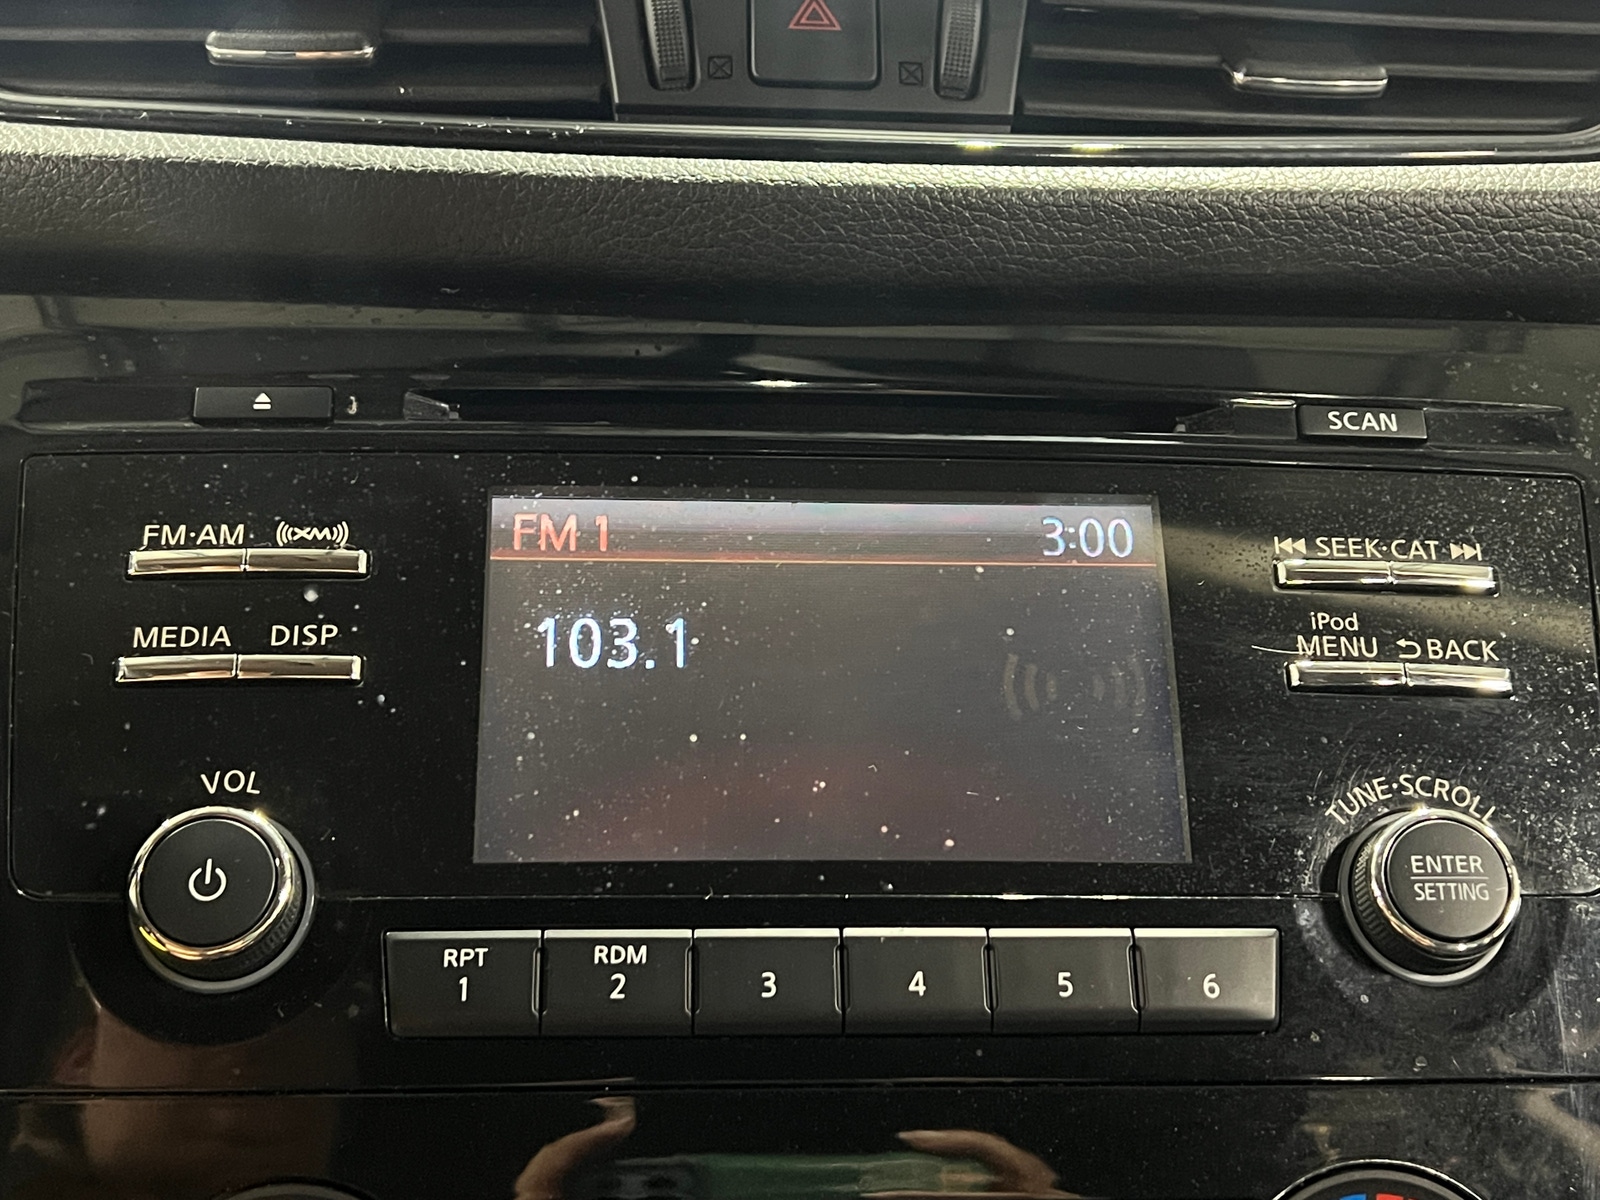 SCAN
FM·AM XM
FM 1 3:00
SEEK·CAT
103.1
iPod
MENU BACK
MEDIA DISP
VOL
TUNE·SCROLL
ENTER
SETTING
RPT RDM
1 2 3 4 5 6